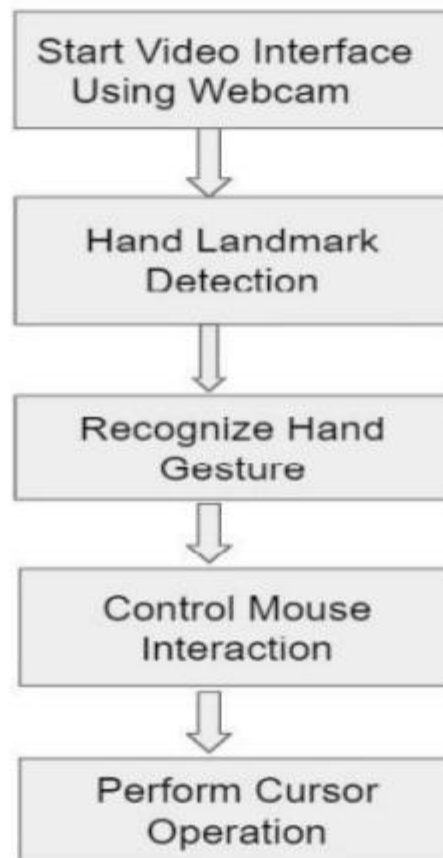 Start Video Interface
Using Webcam
Hand Landmark
Detection
Recognize Hand
Gesture
Control Mouse
Interaction
Perform Cursor
Operation